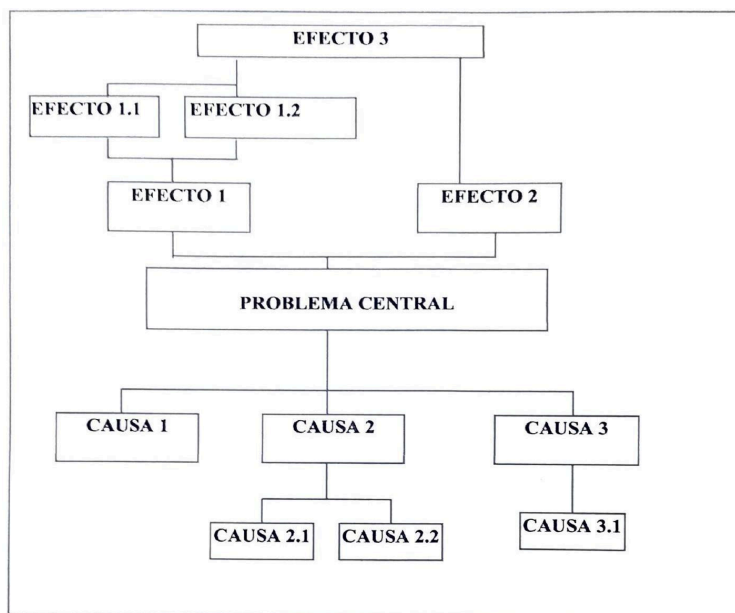 EFECTO 3
EFECTO 1.1
EFECTO 1.2
EFECTO 1
EFECTO 2
PROBLEMA CENTRAL
CAUSA 1
CAUSA 2
CAUSA 3
CAUSA 2.1
CAUSA 2.2
CAUSA 3.1